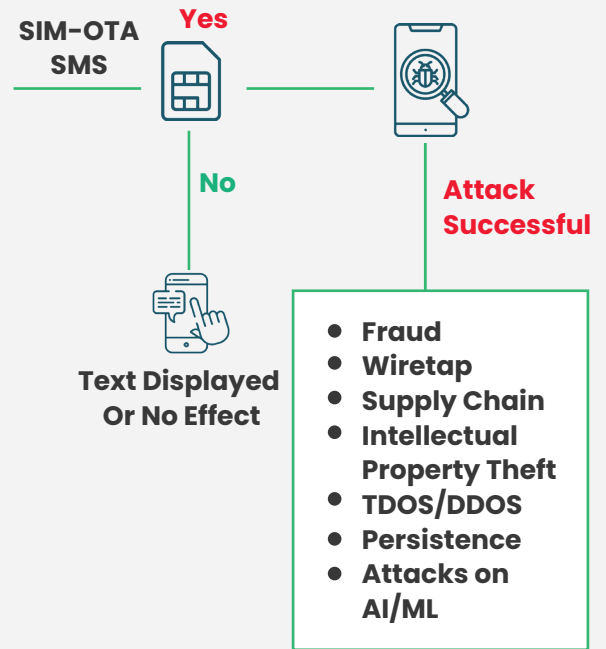 SIM-OTA
SMS
Yes
No
Attack
Successful
Text Displayed
Or No Effect
Fraud
Wiretap
Supply Chain
Intellectual
Property Theft
TDOS/DDOS
Persistence
Attacks on
AI/ML